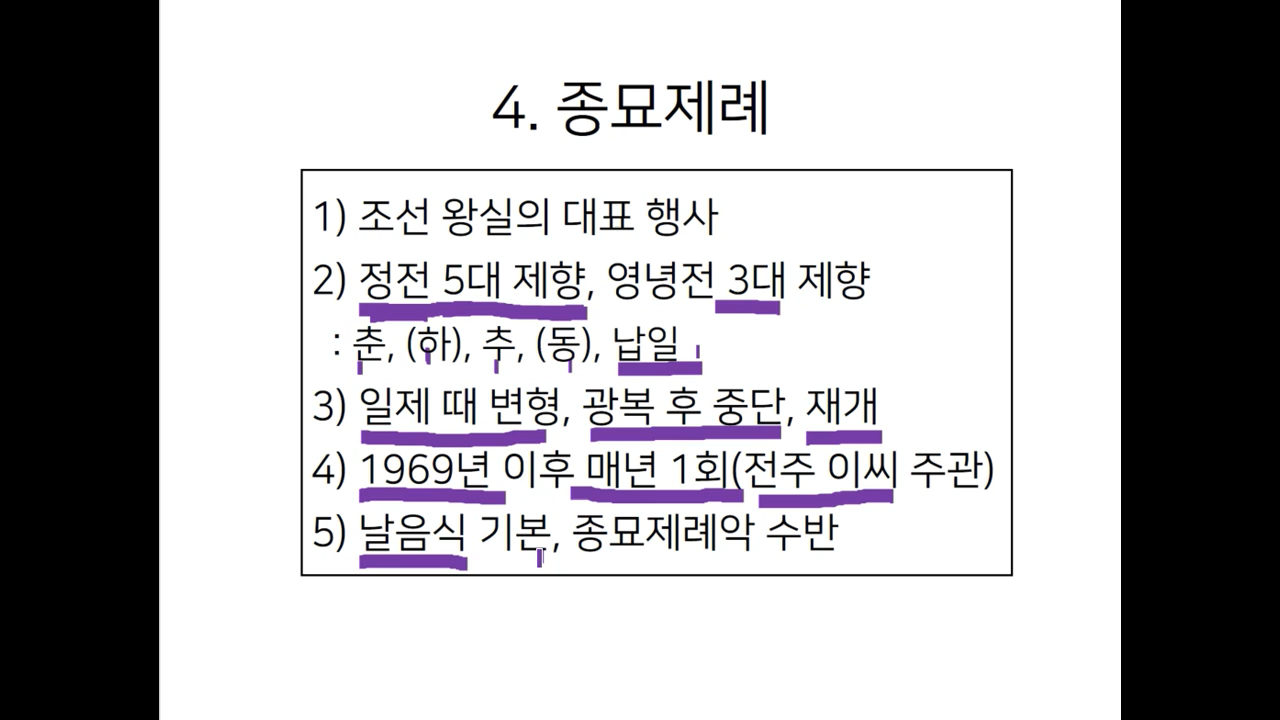 4. 종묘제례
1) 조선 왕실의 대표 행사
2) 정전 5대 제향, 영녕전 3대 제향
: 춘, (하), 추, (동), 납일
3) 일제 때 변형, 광복 후 중단, 재개
4) 1969년 이후 매년 1회(전주 이씨 주관)
5) 날음식 기본, 종묘제례악 수반